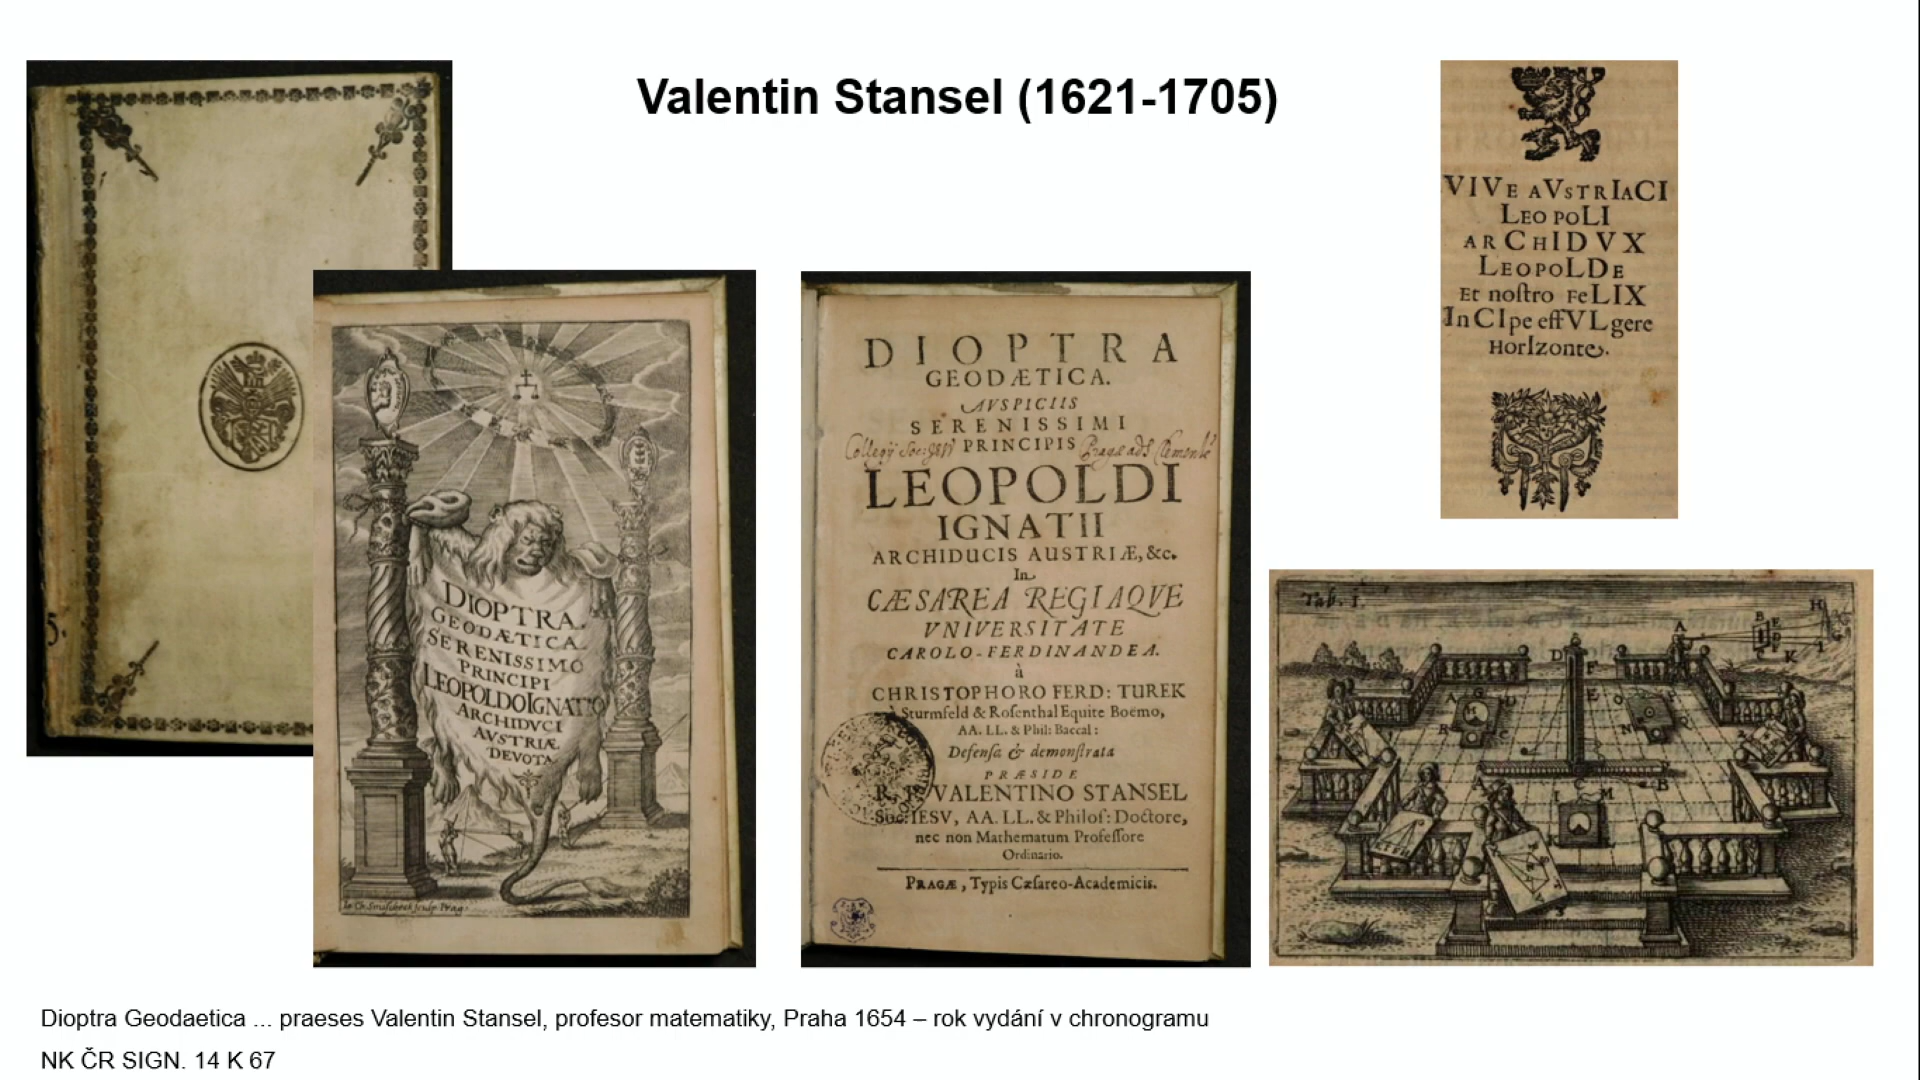 Valentin Stansel (1621-1705)
DIOPTRA
GEODÆTICA
SERENISSIMO
PRINCIPI
LEOPOLDO IGNATIO
ARCHIDVCI
AVSTRIÆ
DEVOTA
DIOPTRA
GEODÆTICA.
AVSPICIIS
SERENISSIMI
PRINCIPIS
LEOPOLDI
IGNATII
ARCHIDUCIS AUSTRIÆ, &c.
In
CÆSAREA REGIAQVE
VNIVERSITATE
CAROLO-FERDINANDEA.
à
CHRISTOPHORO FERD: TUREK
à Sturmfeld & Rosenthal Equite Boëmo,
AA. LL. & Phil: Baccal:
Defensa & demonstrata
PRÆSIDE
R. P. VALENTINO STANSEL
Soc: IESV, AA. LL. & Philos: Doctore,
nec non Mathematum Professore
Ordinario.
PRAGÆ, Typis Cæsareo-Academicis.
VIVE AVSTRIACI
LEOPOLI
ARCHIDVX
LEOPOLDE
Et nostro FeLIX
InCIpe effVLgere
HorIzonte.
Tab. I.
Dioptra Geodaetica ... praeses Valentin Stansel, profesor matematiky, Praha 1654 – rok vydání v chronogramu
NK ČR SIGN. 14 K 67